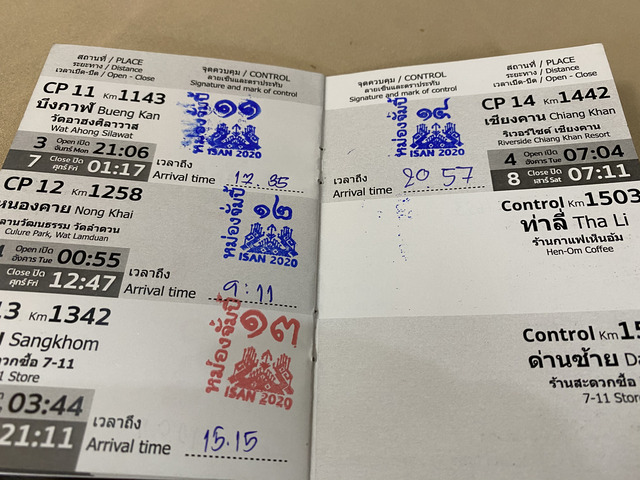 สถานที่ / PLACE
ระยะทาง / Distance
เวลาเปิด-ปิด / Open - Close
จุดควบคุม / CONTROL
ลายเซ็นและตราประทับ
Signature and mark of control
CP 11 Km 1143
บึงกาฬ Bueng Kan
วัดอาฮงศิลาวาส
Wat Ahong Silawat
3 Open เปิด จันทร์ Mon 21:06
7 Close ปิด ศุกร์ Fri 01:17
หม่องจั้มปี้
๑๑
ISAN 2020
เวลาถึง
Arrival time 17.35
CP 12 Km 1258
หนองคาย Nong Khai
ลานวัฒนธรรม วัดลำดวน
Culure Park, Wat Lamduan
4 Open เปิด อังคาร Tue 00:55
Close ปิด ศุกร์ Fri 12:47
หม่องจั้มปี้
๑๒
ISAN 2020
เวลาถึง
Arrival time 9:11
13 Km 1342
Sangkhom
7-11
Store
03:44
21:11
หม่องจั้มปี้
๑๓
ISAN 2020
เวลาถึง
Arrival time 15.15
จุดควบคุม / CONTROL
ลายเซ็นและตราประทับ
Signature and mark of control
สถานที่ / PLACE
ระยะทาง / Distance
เวลาเปิด-ปิด / Open - Close
หม่องจั้มปี้
๑๔
ISAN 2020
CP 14 Km 1442
เชียงคาน Chiang Khan
ริเวอร์ไซด์ เชียงคาน
Riverside Chiang Khan Resort
4 Open เปิด อังคาร Tue 07:04
8 Close ปิด เสาร์ Sat 07:11
เวลาถึง
Arrival time 20 57
Control Km 1503
ท่าลี่ Tha Li
ร้านกาแฟเห็นอ้ม
Hen-Om Coffee
Control Km
ด่านซ้าย
ร้านสะดวกซื้อ
7-11 Store